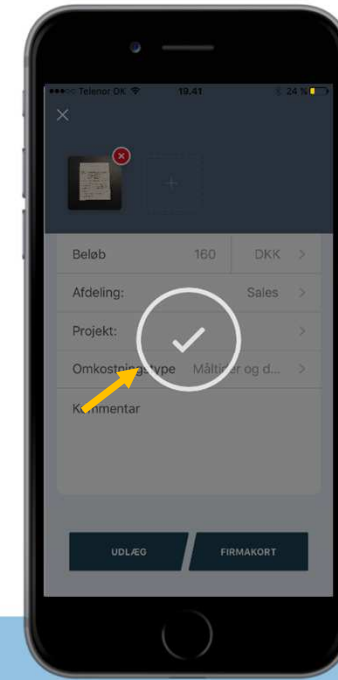 Telenor DK 19.41 24 %
Beløb 160 DKK
Afdeling: Sales
Projekt:
Omkostningstype Måltider og d...
Kommentar
UDLÆG FIRMAKORT